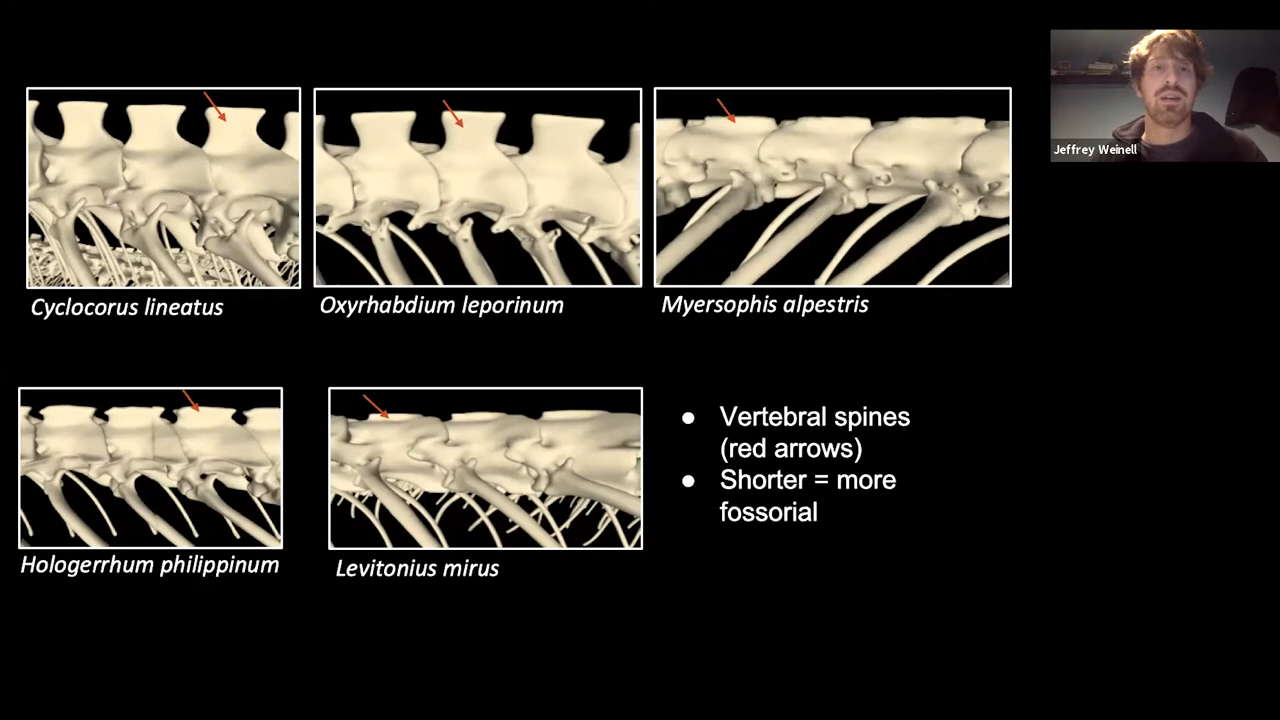 Jeffrey Weinell
Cyclocorus lineatus
Oxyrhabdium leporinum
Myersophis alpestris
Hologerrhum philippinum
Levitonius mirus
● Vertebral spines
(red arrows)
● Shorter = more
fossorial